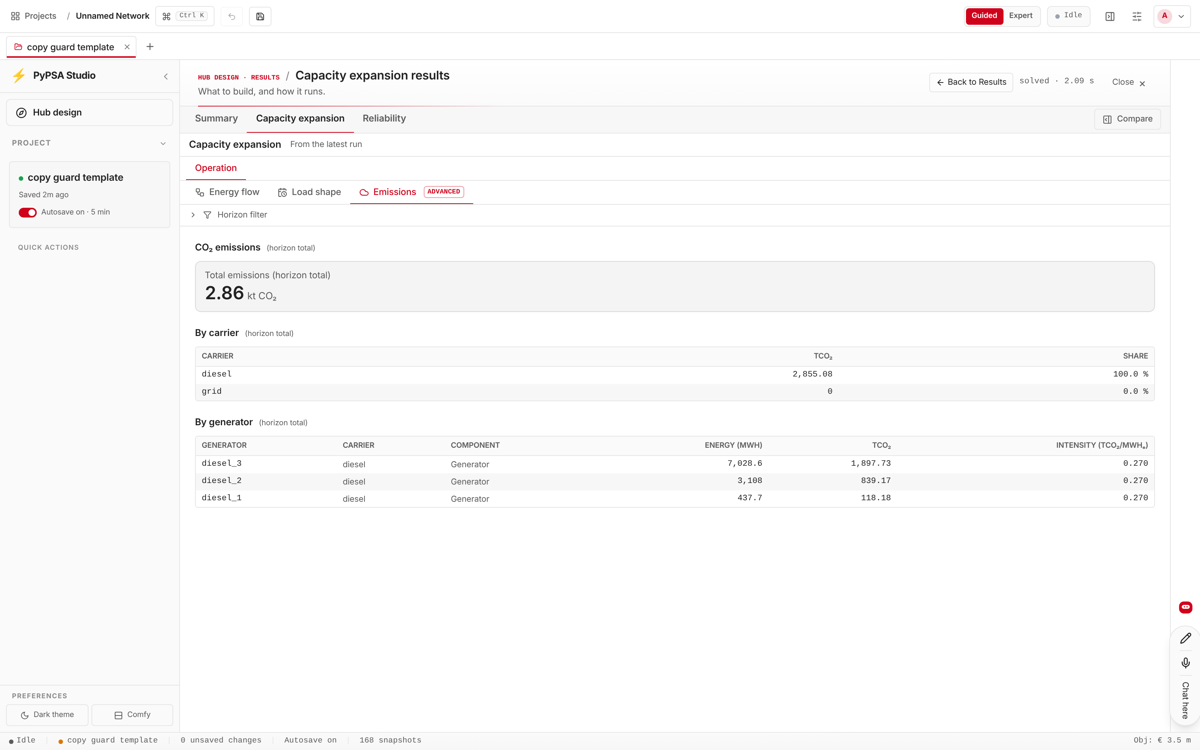 Projects / Unnamed Network Ctrl K Guided Expert Idle A
copy guard template × +
PyPSA Studio
Hub design
PROJECT
copy guard template
Saved 2m ago
Autosave on · 5 min
QUICK ACTIONS
HUB DESIGN · RESULTS / Capacity expansion results
What to build, and how it runs.
← Back to Results solved · 2.09 s Close ×
Summary Capacity expansion Reliability Compare
Capacity expansion From the latest run
Operation
Energy flow Load shape Emissions ADVANCED
Horizon filter
CO₂ emissions (horizon total)
Total emissions (horizon total)
2.86 kt CO₂
By carrier (horizon total)
CARRIER TCO₂ SHARE
diesel 2,855.08 100.0 %
grid 0 0.0 %
By generator (horizon total)
GENERATOR CARRIER COMPONENT ENERGY (MWH) TCO₂ INTENSITY (TCO₂/MWHₑ)
diesel_3 diesel Generator 7,028.6 1,897.73 0.270
diesel_2 diesel Generator 3,108 839.17 0.270
diesel_1 diesel Generator 437.7 118.18 0.270
Chat here
PREFERENCES
Dark theme Comfy
Idle copy guard template 0 unsaved changes Autosave on 168 snapshots Obj: € 3.5 m